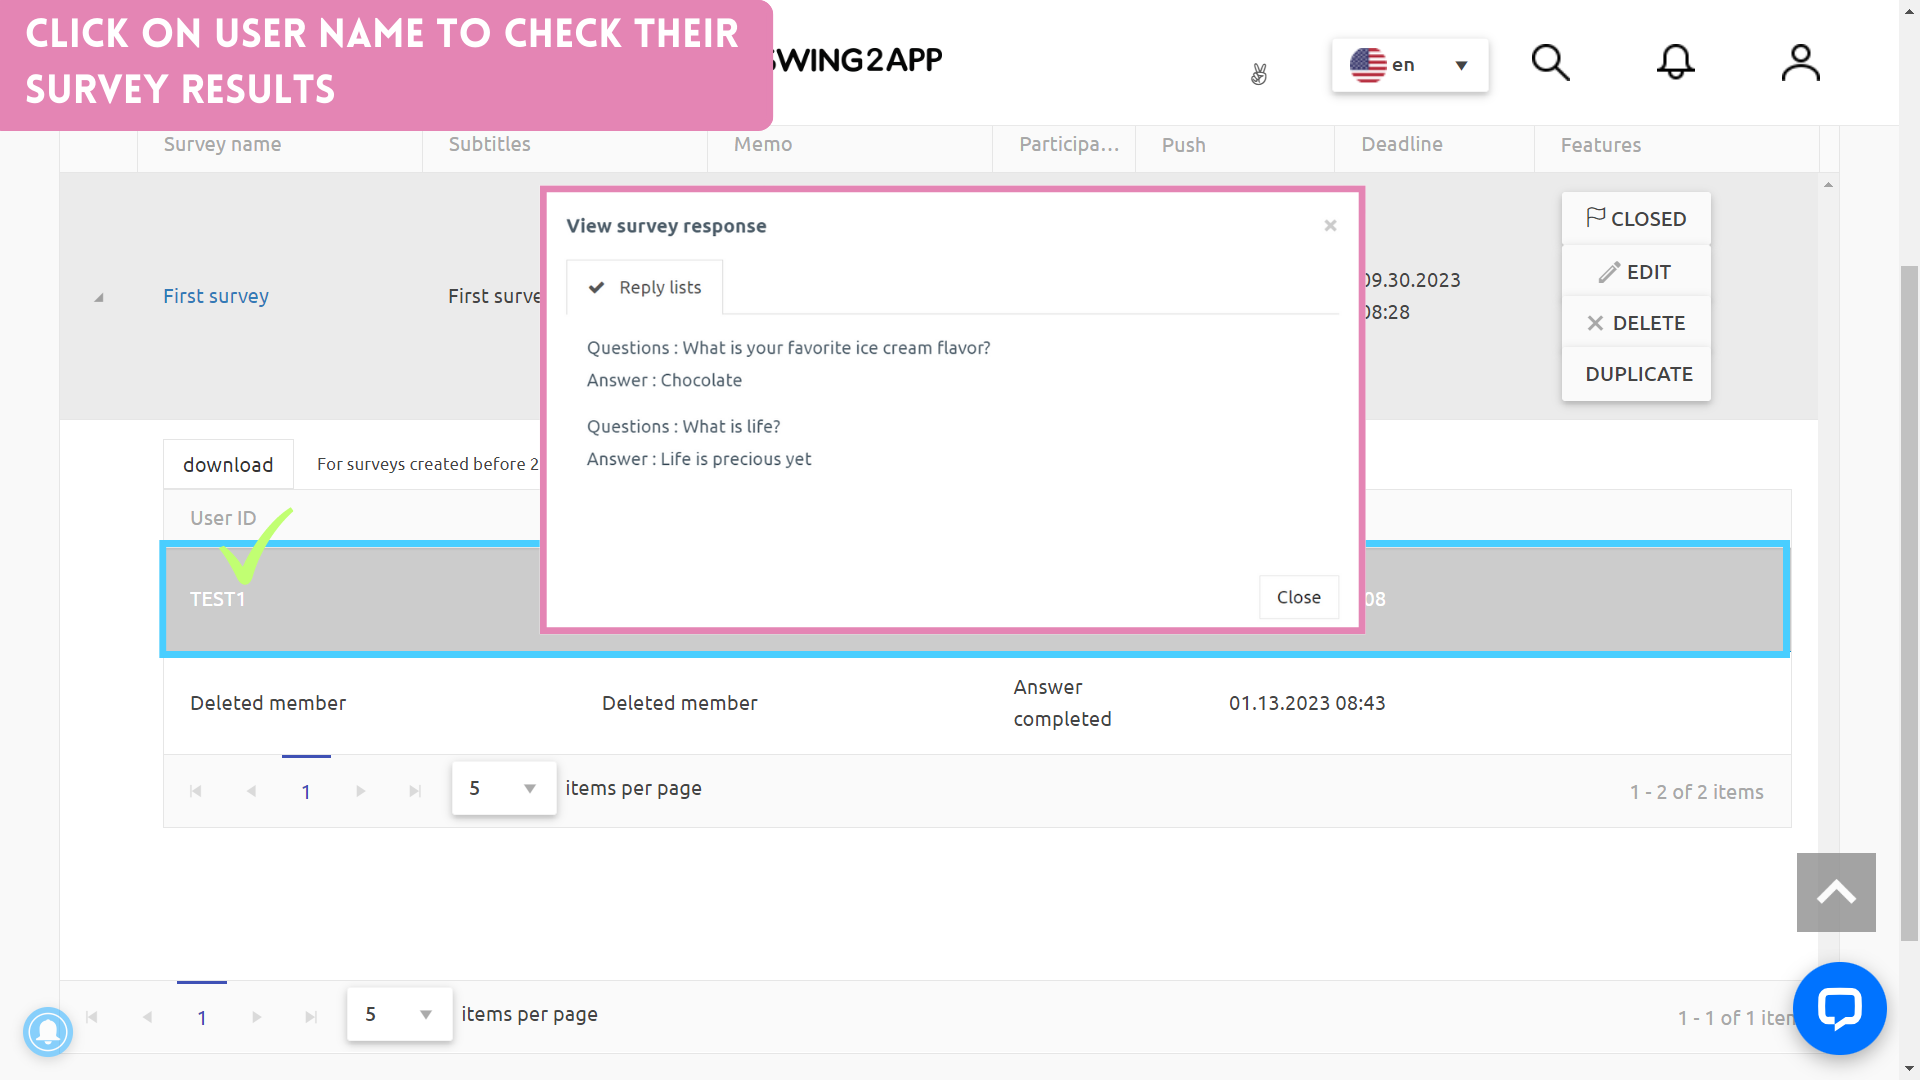 CLICK ON USER NAME TO CHECK THEIR
SURVEY RESULTS
SWING2APP
en
Survey name Subtitles Memo Participa... Push Deadline Features
View survey response
Reply lists
Questions : What is your favorite ice cream flavor?
Answer : Chocolate
Questions : What is life?
Answer : Life is precious yet
Close
First survey
First surve
09.30.2023
08:28
CLOSED
EDIT
DELETE
DUPLICATE
download For surveys created before 2
User ID
TEST1 08
Deleted member Deleted member Answer completed 01.13.2023 08:43
1 5 items per page 1 - 2 of 2 items
1 5 items per page 1 - 1 of 1 item